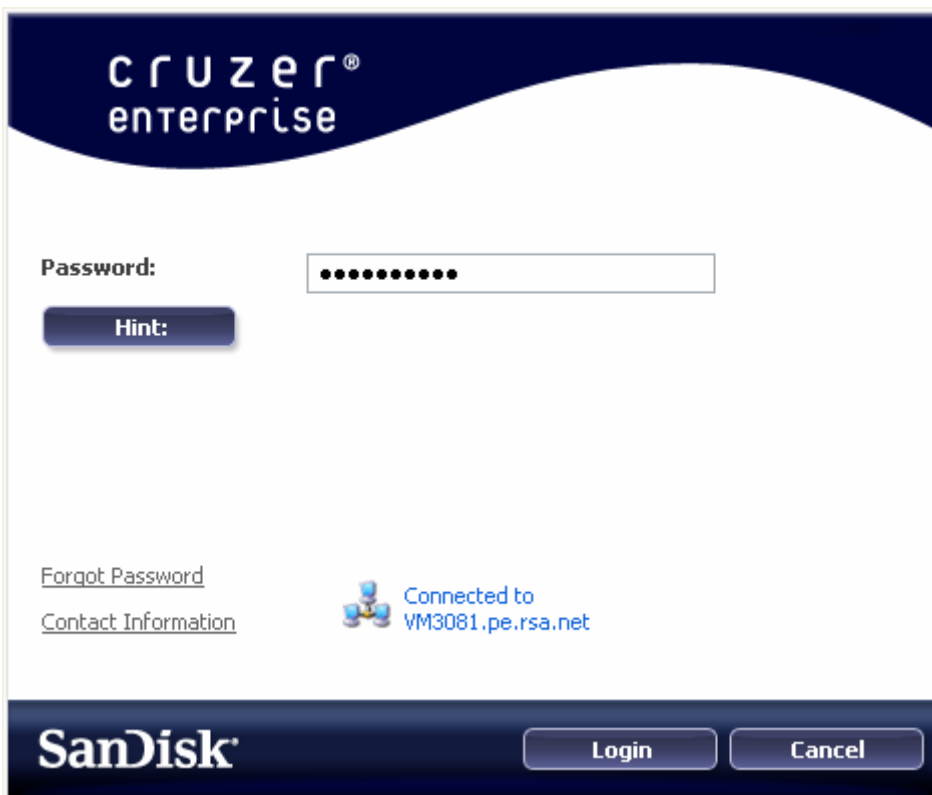 cruzer®
enterprise
Password: ••••••••••
Hint:
Forgot Password
Connected to
Contact Information
VM3081.pe.rsa.net
SanDisk
Login
Cancel